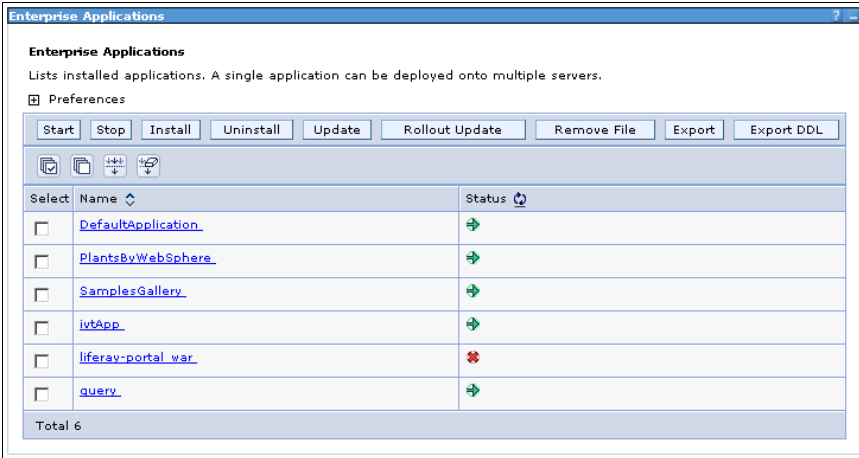 Enterprise Applications ? _
Enterprise Applications
Lists installed applications. A single application can be deployed onto multiple servers.
Preferences
Start Stop Install Uninstall Update Rollout Update Remove File Export Export DDL
Select Name Status
DefaultApplication
PlantsByWebSphere
SamplesGallery
ivtApp
liferay-portal_war
query
Total 6